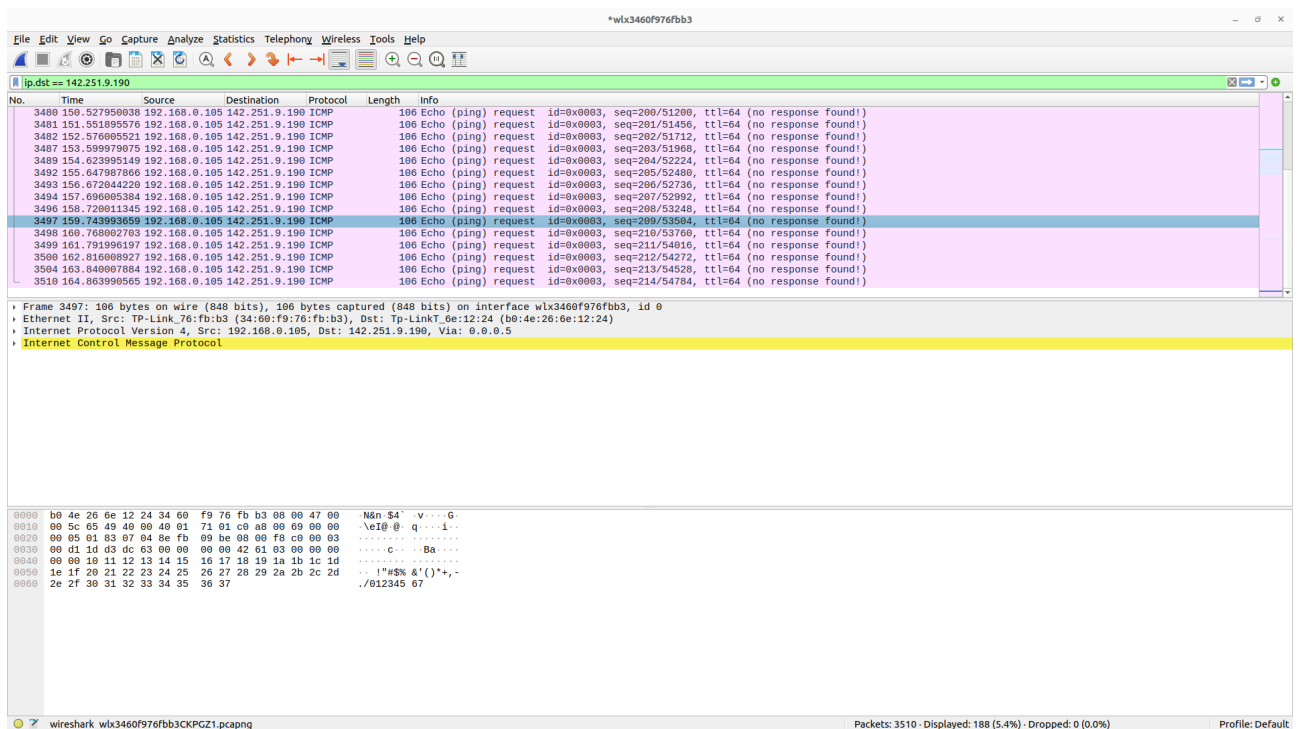 *wlx3460f976fbb3
File Edit View Go Capture Analyze Statistics Telephony Wireless Tools Help
ip.dst == 142.251.9.190
No. Time Source Destination Protocol Length Info
3480 150.527950038 192.168.0.105 142.251.9.190 ICMP 106 Echo (ping) request id=0x0003, seq=200/51200, ttl=64 (no response found!)
3481 151.551895576 192.168.0.105 142.251.9.190 ICMP 106 Echo (ping) request id=0x0003, seq=201/51456, ttl=64 (no response found!)
3482 152.576005521 192.168.0.105 142.251.9.190 ICMP 106 Echo (ping) request id=0x0003, seq=202/51712, ttl=64 (no response found!)
3487 153.599979075 192.168.0.105 142.251.9.190 ICMP 106 Echo (ping) request id=0x0003, seq=203/51968, ttl=64 (no response found!)
3489 154.623995149 192.168.0.105 142.251.9.190 ICMP 106 Echo (ping) request id=0x0003, seq=204/52224, ttl=64 (no response found!)
3492 155.647987866 192.168.0.105 142.251.9.190 ICMP 106 Echo (ping) request id=0x0003, seq=205/52480, ttl=64 (no response found!)
3493 156.672044220 192.168.0.105 142.251.9.190 ICMP 106 Echo (ping) request id=0x0003, seq=206/52736, ttl=64 (no response found!)
3494 157.696005384 192.168.0.105 142.251.9.190 ICMP 106 Echo (ping) request id=0x0003, seq=207/52992, ttl=64 (no response found!)
3496 158.720011345 192.168.0.105 142.251.9.190 ICMP 106 Echo (ping) request id=0x0003, seq=208/53248, ttl=64 (no response found!)
3497 159.743993659 192.168.0.105 142.251.9.190 ICMP 106 Echo (ping) request id=0x0003, seq=209/53504, ttl=64 (no response found!)
3498 160.768002703 192.168.0.105 142.251.9.190 ICMP 106 Echo (ping) request id=0x0003, seq=210/53760, ttl=64 (no response found!)
3499 161.791996197 192.168.0.105 142.251.9.190 ICMP 106 Echo (ping) request id=0x0003, seq=211/54016, ttl=64 (no response found!)
3500 162.816008927 192.168.0.105 142.251.9.190 ICMP 106 Echo (ping) request id=0x0003, seq=212/54272, ttl=64 (no response found!)
3504 163.840007884 192.168.0.105 142.251.9.190 ICMP 106 Echo (ping) request id=0x0003, seq=213/54528, ttl=64 (no response found!)
3510 164.863990565 192.168.0.105 142.251.9.190 ICMP 106 Echo (ping) request id=0x0003, seq=214/54784, ttl=64 (no response found!)
Frame 3497: 106 bytes on wire (848 bits), 106 bytes captured (848 bits) on interface wlx3460f976fbb3, id 0
Ethernet II, Src: TP-Link_76:fb:b3 (34:60:f9:76:fb:b3), Dst: Tp-LinkT_6e:12:24 (b0:4e:26:6e:12:24)
Internet Protocol Version 4, Src: 192.168.0.105, Dst: 142.251.9.190, Via: 0.0.0.5
Internet Control Message Protocol
0000 b0 4e 26 6e 12 24 34 60 f9 76 fb b3 08 00 47 00 ·N&n·$4` ·v····G·
0010 00 5c 65 49 40 00 40 01 71 01 c0 a8 00 69 00 00 ·\eI@·@· q····i··
0020 00 05 01 83 07 04 8e fb 09 be 08 00 f8 c0 00 03 ········ ········
0030 00 d1 1d d3 dc 63 00 00 00 00 42 61 03 00 00 00 ·····c·· ··Ba····
0040 00 00 10 11 12 13 14 15 16 17 18 19 1a 1b 1c 1d ········ ········
0050 1e 1f 20 21 22 23 24 25 26 27 28 29 2a 2b 2c 2d ·· !"#$% &'()*+,-
0060 2e 2f 30 31 32 33 34 35 36 37 ./012345 67
wireshark_wlx3460f976fbb3CKPGZ1.pcapng
Packets: 3510 · Displayed: 188 (5.4%) · Dropped: 0 (0.0%)
Profile: Default